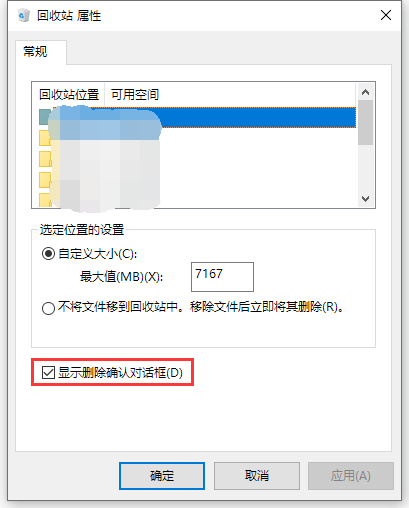 回收站 属性
常规
回收站位置 可用空间
选定位置的设置
自定义大小(C):
最大值(MB)(X): 7167
不将文件移到回收站中。移除文件后立即将其删除(R)。
显示删除确认对话框(D)
确定 取消 应用(A)